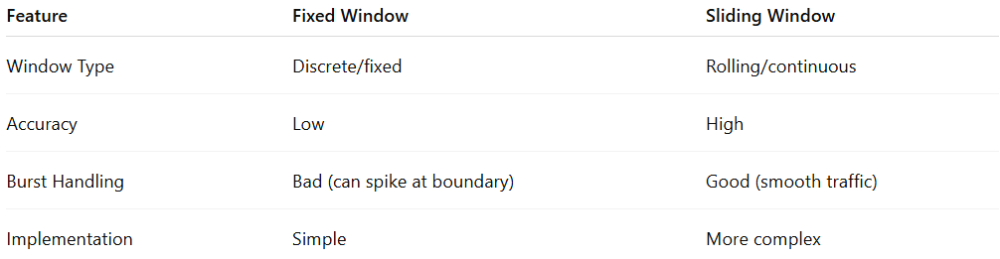 Feature Fixed Window Sliding Window
Window Type Discrete/fixed Rolling/continuous
Accuracy Low High
Burst Handling Bad (can spike at boundary) Good (smooth traffic)
Implementation Simple More complex